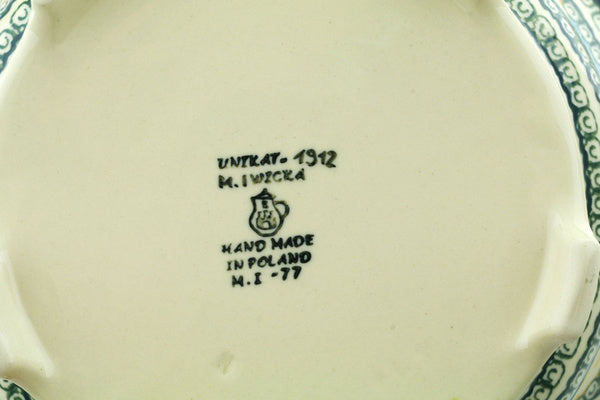 UNIKAT- 1912
M. IWICKA
B
HAND MADE
IN POLAND
M. I -77